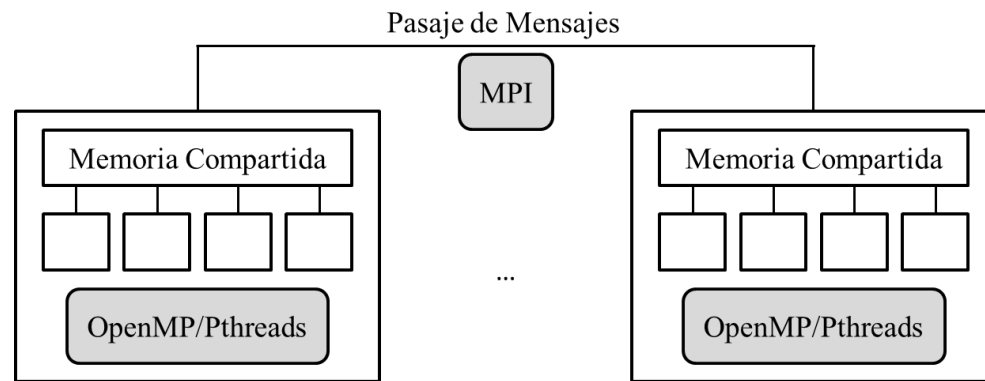 Pasaje de Mensajes
MPI
Memoria Compartida
Memoria Compartida
...
OpenMP/Pthreads
OpenMP/Pthreads